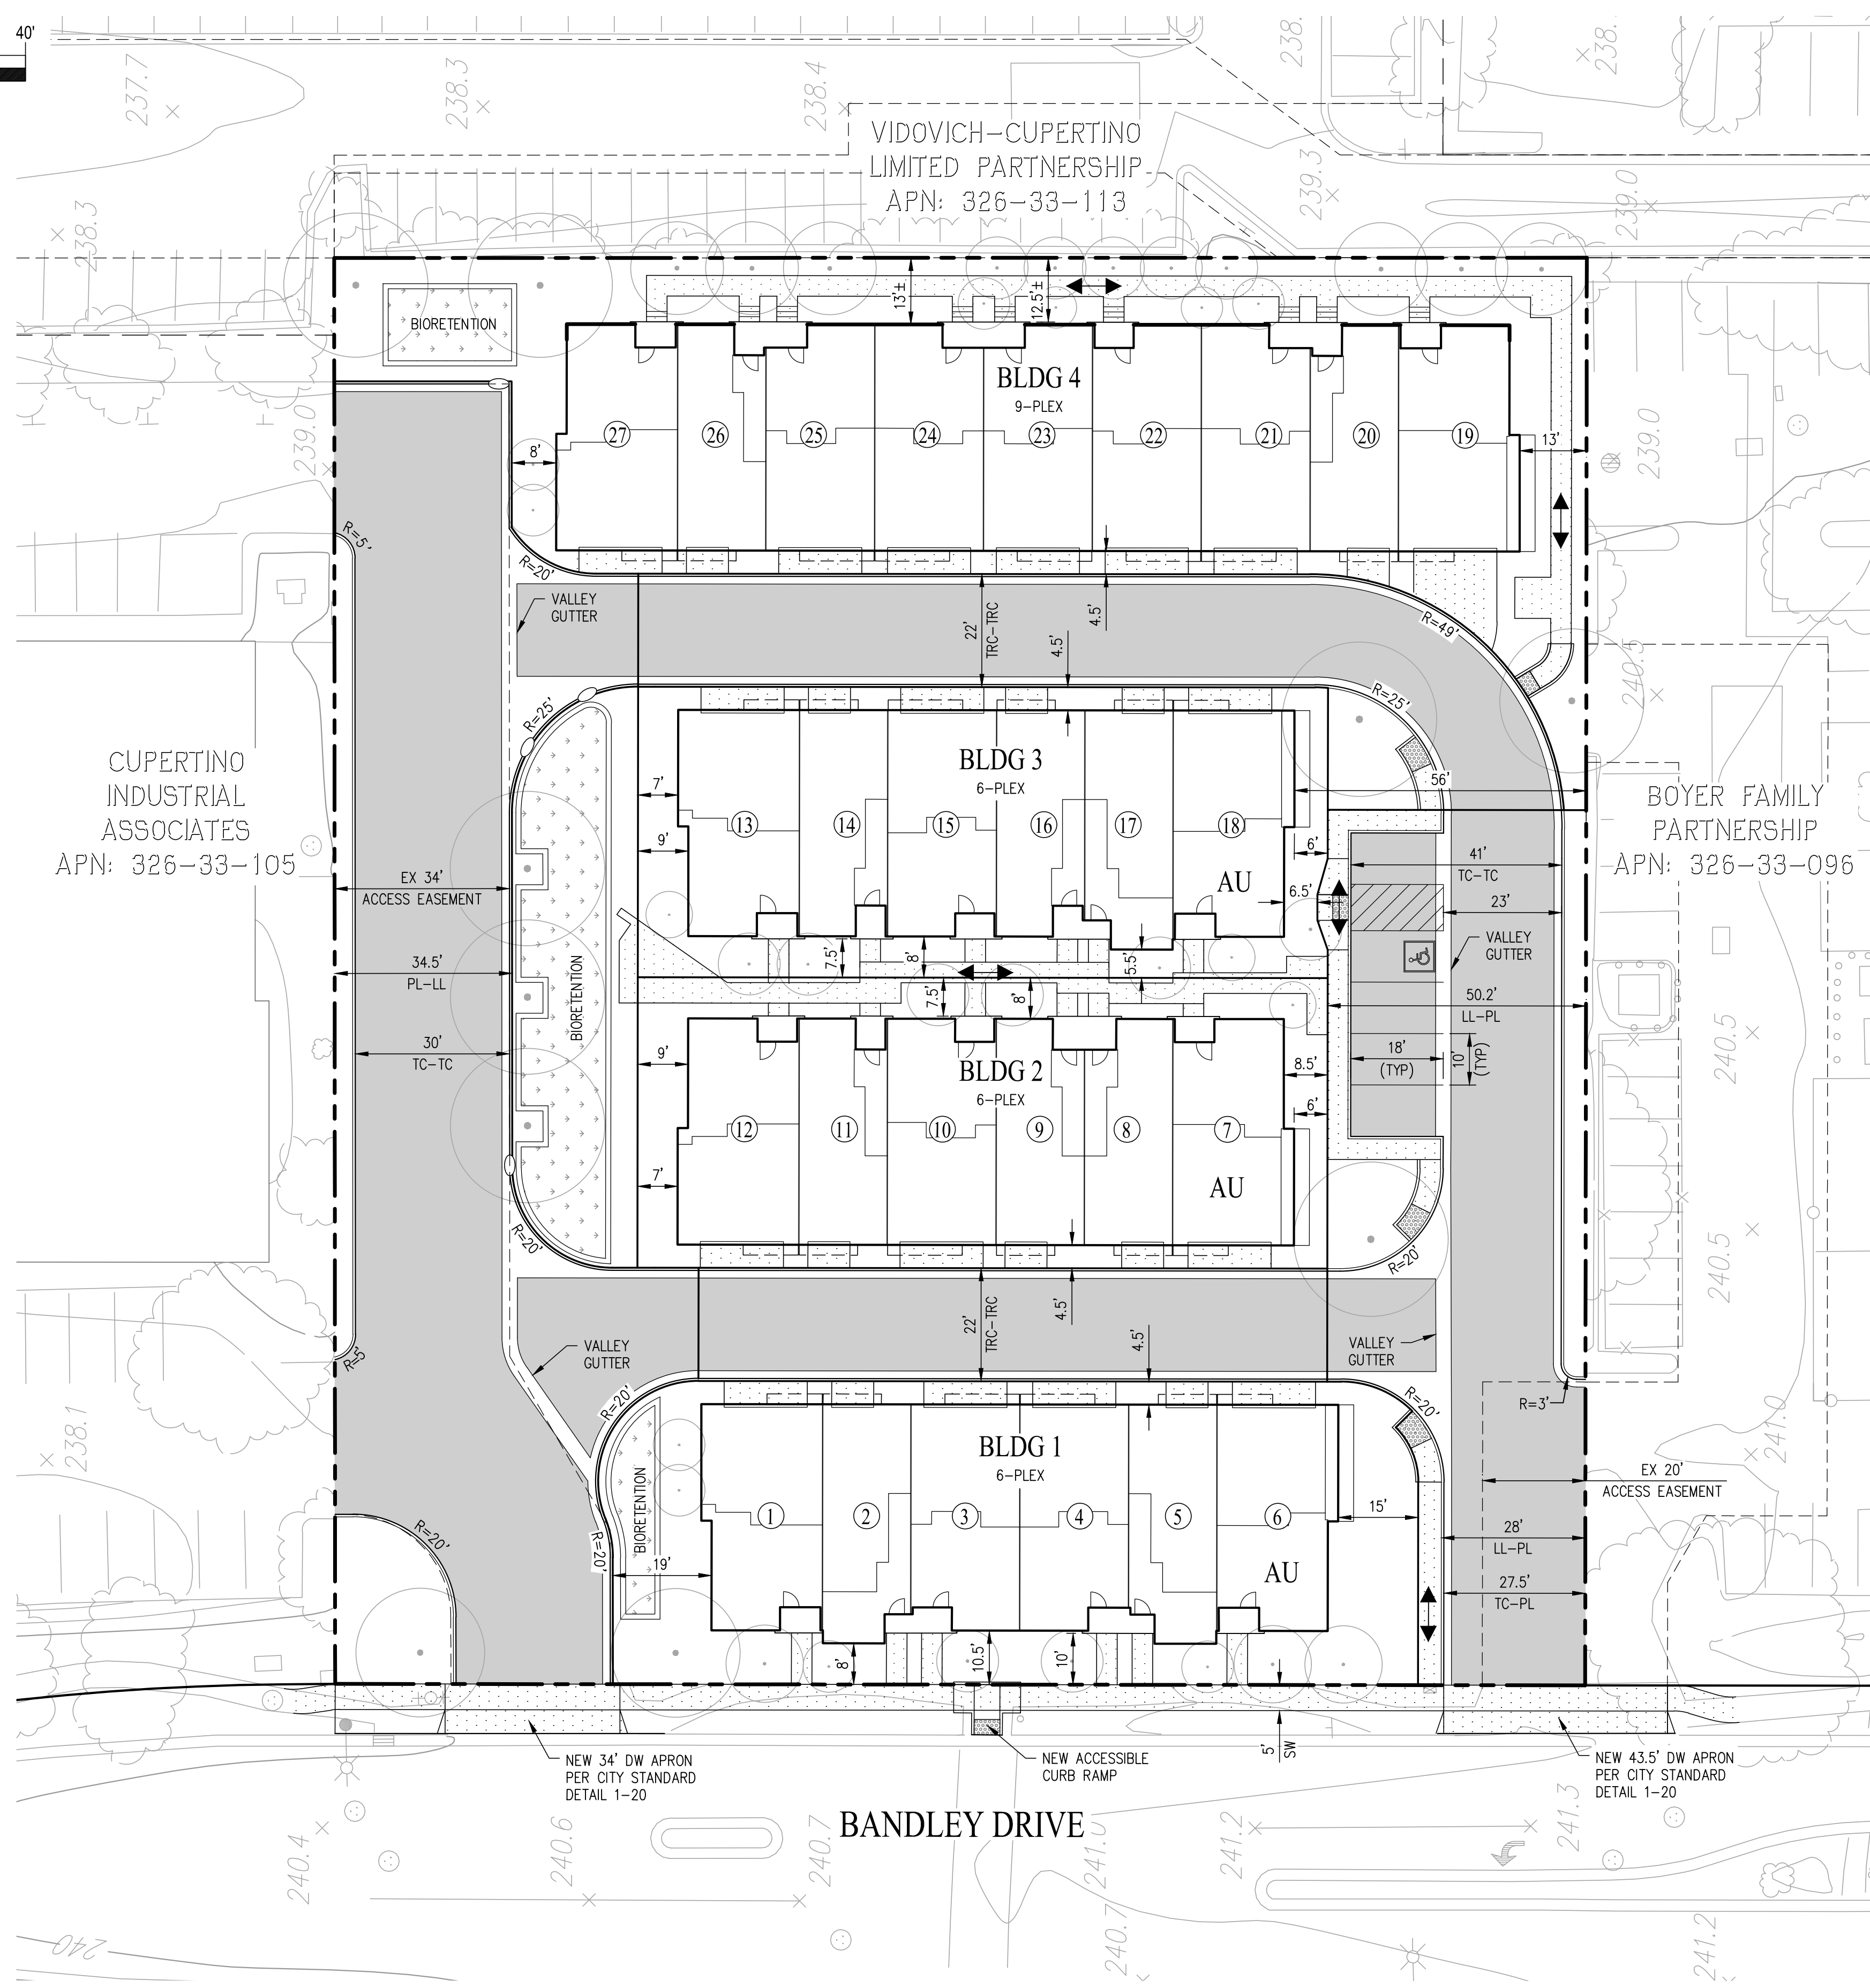 40'
237.7
238.3
238.4
238.
238.
VIDOVICH-CUPERTINO
LIMITED PARTNERSHIP
APN: 326-33-113
238.3
239.3
239.0
BIORETENTION
13'±
12.5'±
BLDG 4
9-PLEX
27
26
25
24
23
22
21
20
19
239.0
239.0
8'
13'
R=5'
R=20'
VALLEY
GUTTER
22'
TRC-TRC
4.5'
4.5'
R=49'
240.5
R=25'
R=25'
CUPERTINO
INDUSTRIAL
ASSOCIATES
APN: 326-33-105
BLDG 3
6-PLEX
7'
56'
BOYER FAMILY
PARTNERSHIP
APN: 326-33-096
13
14
15
16
17
18
9'
6'
41'
TC-TC
EX 34'
ACCESS EASEMENT
AU
6.5'
23'
VALLEY
GUTTER
34.5'
PL-LL
BIORETENTION
7.5'
8'
5.5'
7.5'
8'
50.2'
LL-PL
30'
TC-TC
9'
BLDG 2
6-PLEX
8.5'
18'
(TYP)
10'
(TYP)
240.5
6'
12
11
10
9
8
7
7'
AU
R=20'
R=20'
240.5
22'
TRC-TRC
4.5'
4.5'
VALLEY
GUTTER
VALLEY
GUTTER
R=5'
R=20'
R=20'
R=3'
238.1
241.0
BLDG 1
6-PLEX
BIORETENTION
EX 20'
ACCESS EASEMENT
1
2
3
4
5
6
15'
R=20'
R=20'
19'
AU
28'
LL-PL
27.5'
TC-PL
8'
10.5'
10'
5'
SW
NEW 34' DW APRON
PER CITY STANDARD
DETAIL 1-20
NEW ACCESSIBLE
CURB RAMP
NEW 43.5' DW APRON
PER CITY STANDARD
DETAIL 1-20
BANDLEY DRIVE
240.4
240.6
240.7
241.0
241.2
241.3
240
240.7
241.2